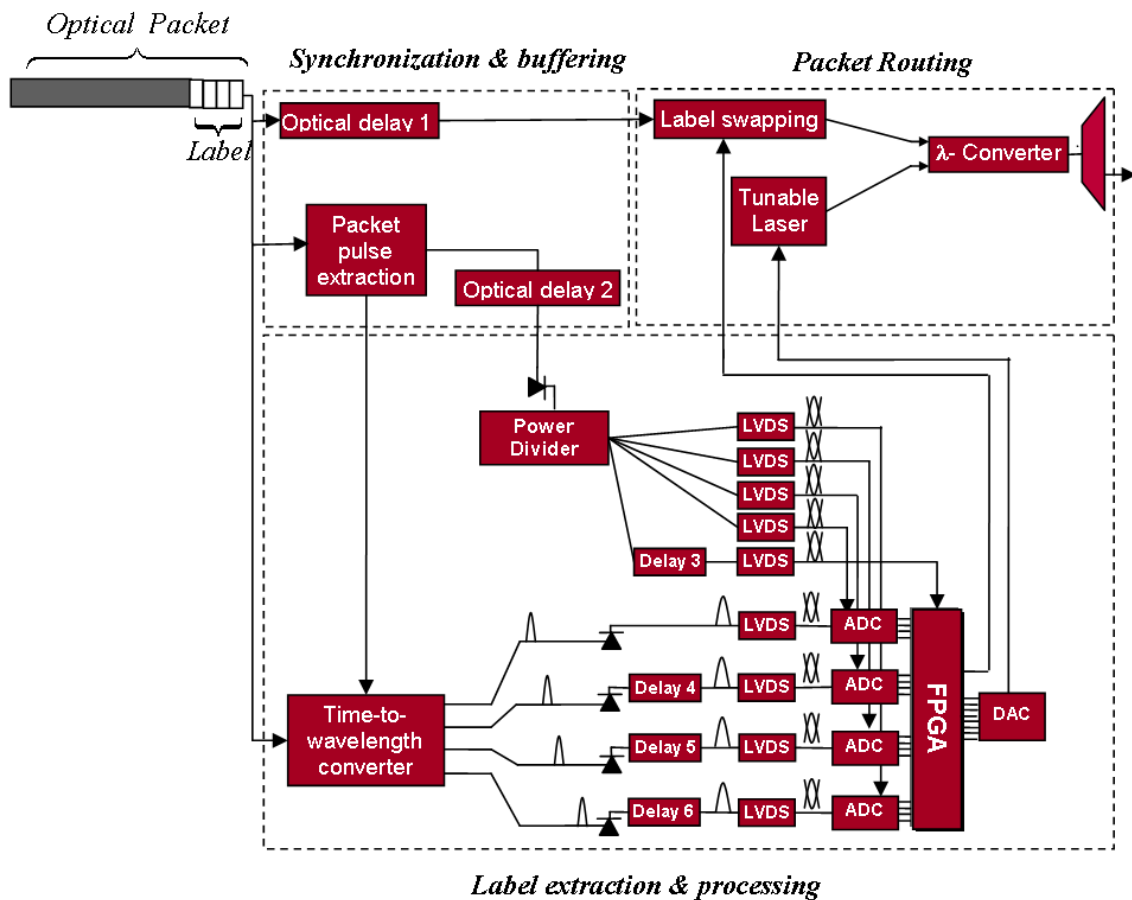 Optical Packet
Synchronization & buffering
Packet Routing
Label
Optical delay 1
Label swapping
λ- Converter
Tunable
Laser
Packet
pulse
extraction
Optical delay 2
Power
Divider
LVDS
LVDS
LVDS
LVDS
Delay 3
LVDS
LVDS
ADC
Delay 4
LVDS
ADC
Delay 5
LVDS
ADC
Delay 6
LVDS
ADC
FPGA
DAC
Time-to-
wavelength
converter
Label extraction & processing